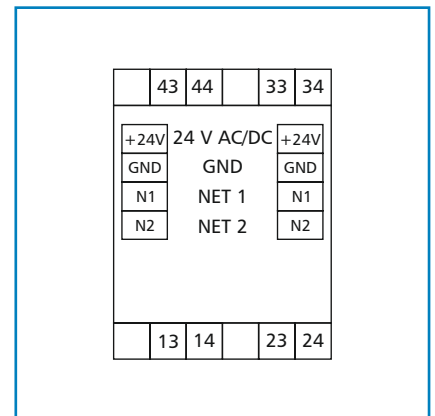 43 44 33 34
+24V 24 V AC/DC +24V
GND GND GND
N1 NET 1 N1
N2 NET 2 N2
13 14 23 24